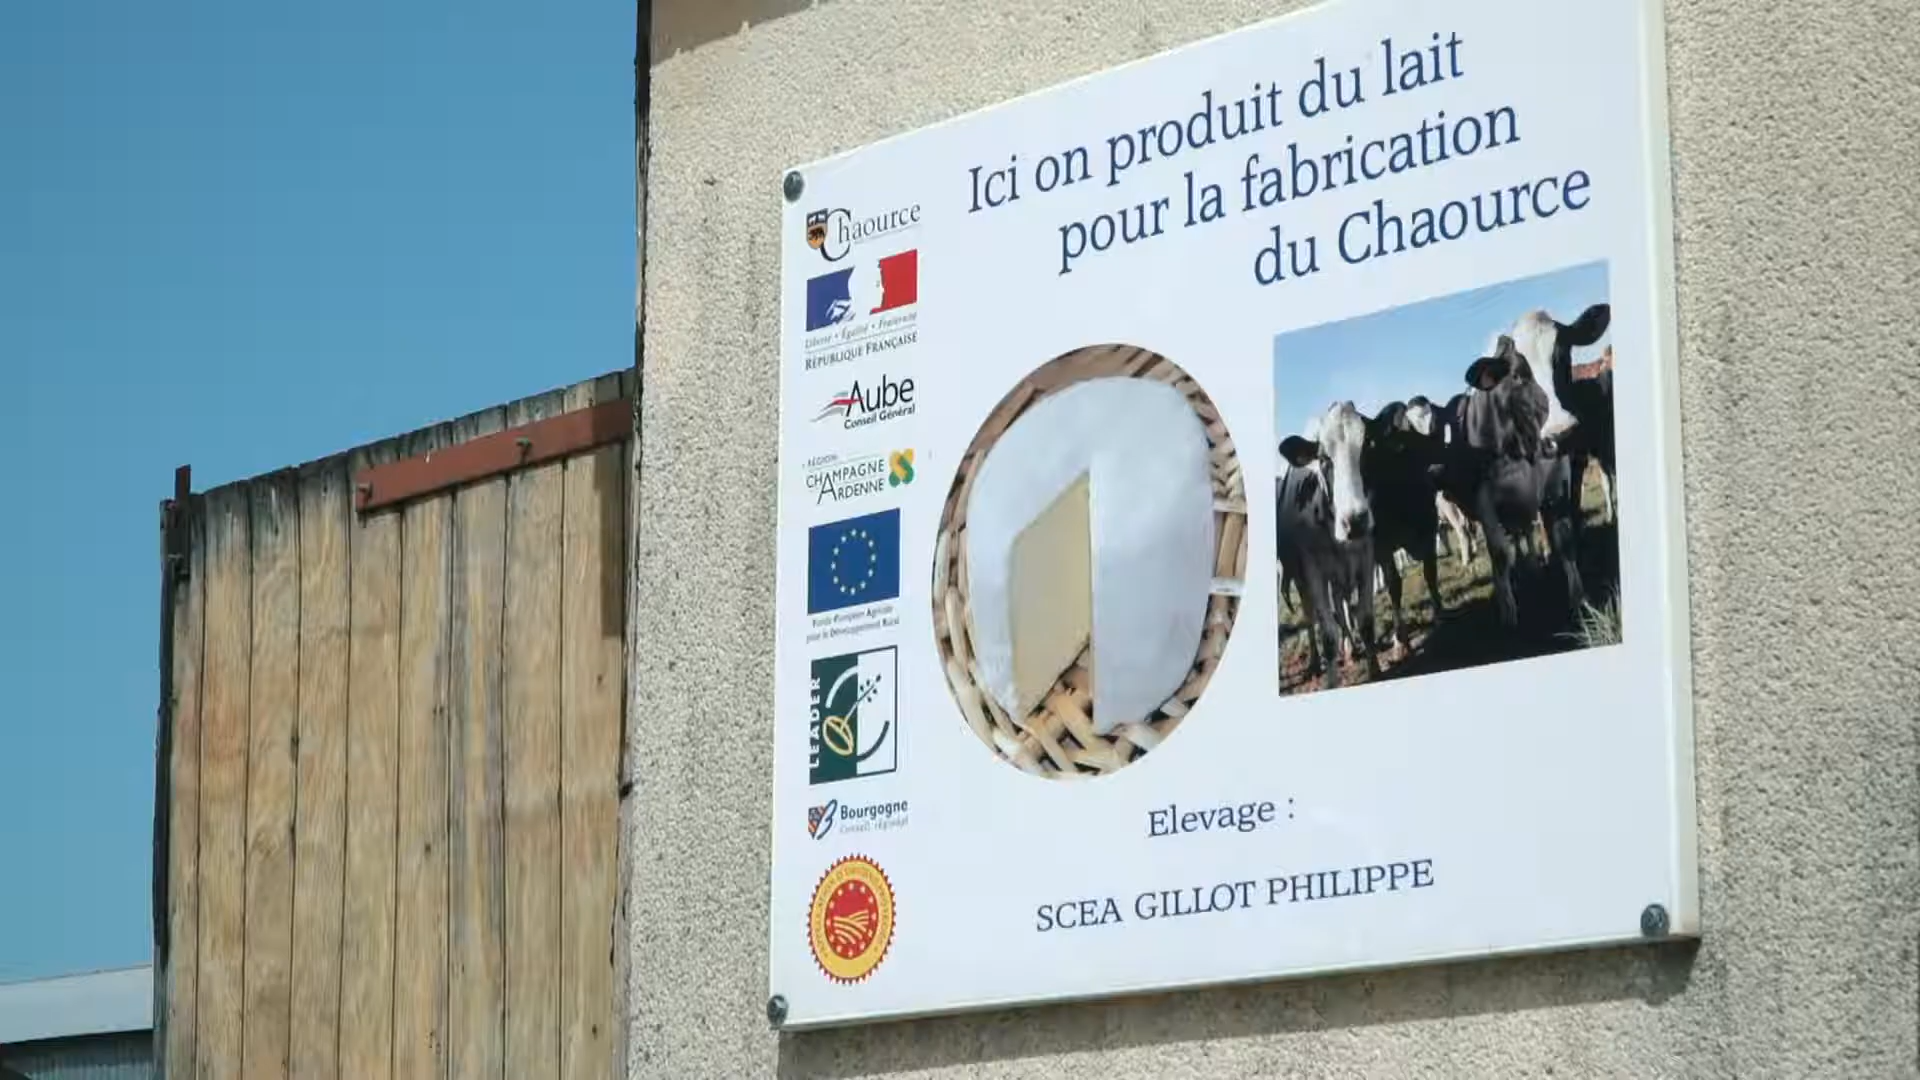 Ici on produit du lait
pour la fabrication
du Chaource
Chaource
Liberté • Égalité • Fraternité
RÉPUBLIQUE FRANÇAISE
Aube
Conseil Général
RÉGION
CHAMPAGNE
ARDENNE
Fonds Européen Agricole
pour le Développement Rural
LEADER
Bourgogne
Conseil régional
Elevage :
SCEA GILLOT PHILIPPE